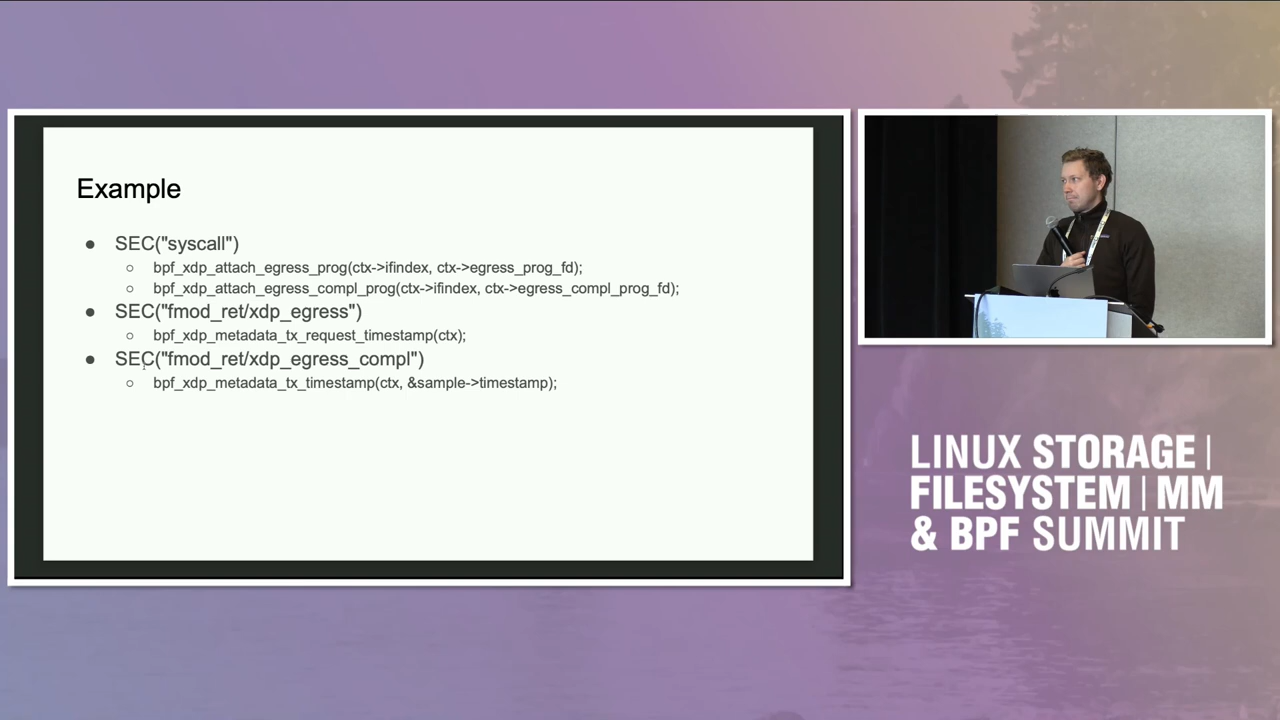 Example
● SEC("syscall")
○ bpf_xdp_attach_egress_prog(ctx->ifindex, ctx->egress_prog_fd);
○ bpf_xdp_attach_egress_compl_prog(ctx->ifindex, ctx->egress_compl_prog_fd);
● SEC("fmod_ret/xdp_egress")
○ bpf_xdp_metadata_tx_request_timestamp(ctx);
● SEC("fmod_ret/xdp_egress_compl")
○ bpf_xdp_metadata_tx_timestamp(ctx, &sample->timestamp);
LINUX STORAGE|
FILESYSTEM|MM
& BPF SUMMIT